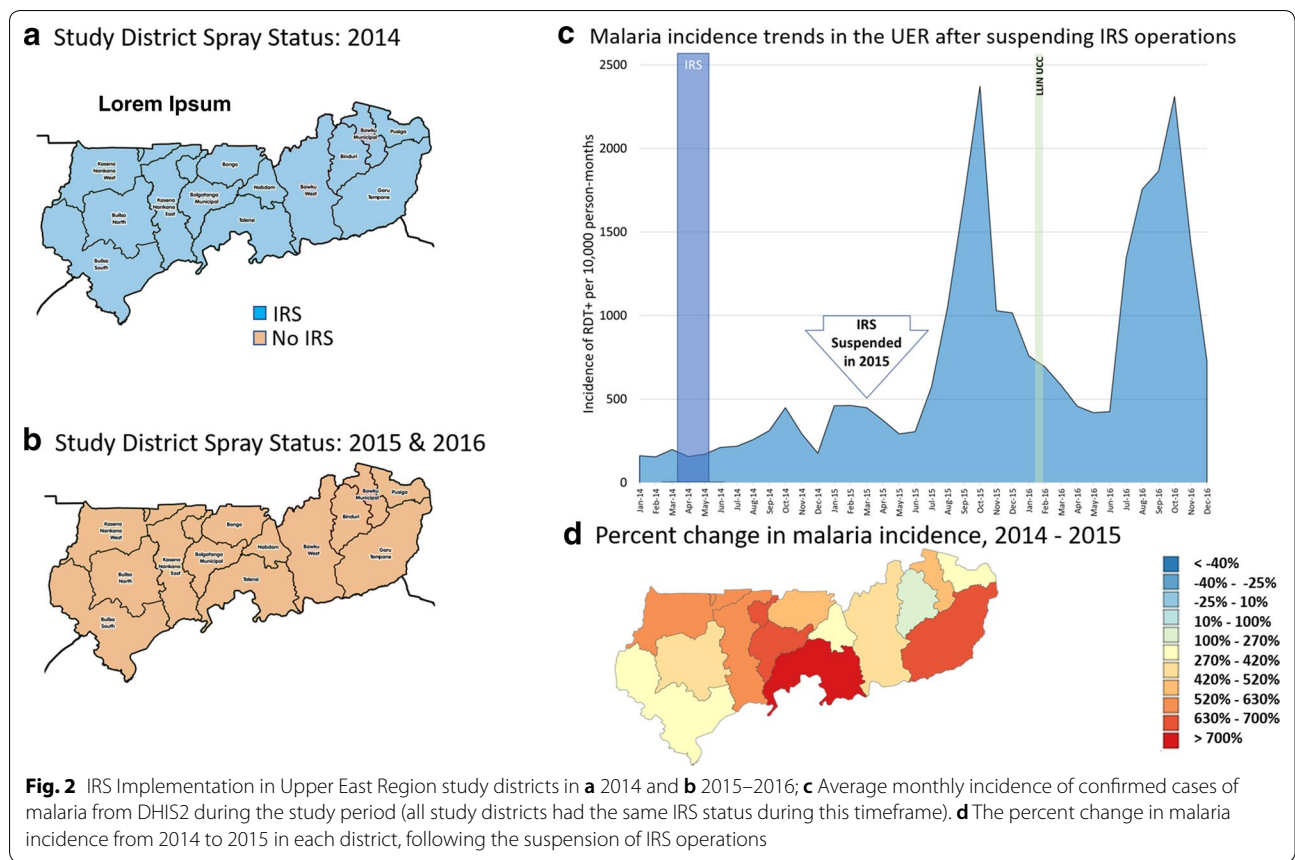 a Study District Spray Status: 2014
Lorem Ipsum
Kasena
Nankana
West
Builsa
North
Builsa
South
Kasena
Nankana
East
Bongo
Bolgatanga
Municipal
Nabdam
Talensi
Bawku
West
Binduri
Bawku
Municipal
Pusiga
Garu
Tempane
IRS
No IRS
b Study District Spray Status: 2015 & 2016
Kasena
Nankana
West
Builsa
North
Builsa
South
Kasena
Nankana
East
Bongo
Bolgatanga
Municipal
Nabdam
Talensi
Bawku
West
Binduri
Bawku
Municipal
Pusiga
Garu
Tempane
c Malaria incidence trends in the UER after suspending IRS operations
Incidence of RDT+ per 10,000 person-months
2500
2000
1500
1000
500
0
IRS
IRS
Suspended
in 2015
LLIN UCC
Jan-14
Feb-14
Mar-14
Apr-14
May-14
Jun-14
Jul-14
Aug-14
Sep-14
Oct-14
Nov-14
Dec-14
Jan-15
Feb-15
Mar-15
Apr-15
May-15
Jun-15
Jul-15
Aug-15
Sep-15
Oct-15
Nov-15
Dec-15
Jan-16
Feb-16
Mar-16
Apr-16
May-16
Jun-16
Jul-16
Aug-16
Sep-16
Oct-16
Nov-16
Dec-16
d Percent change in malaria incidence, 2014 - 2015
< -40%
-40% - -25%
-25% - 10%
10% - 100%
100% - 270%
270% - 420%
420% - 520%
520% - 630%
630% - 700%
> 700%
Fig. 2 IRS Implementation in Upper East Region study districts in a 2014 and b 2015–2016; c Average monthly incidence of confirmed cases of
malaria from DHIS2 during the study period (all study districts had the same IRS status during this timeframe). d The percent change in malaria
incidence from 2014 to 2015 in each district, following the suspension of IRS operations